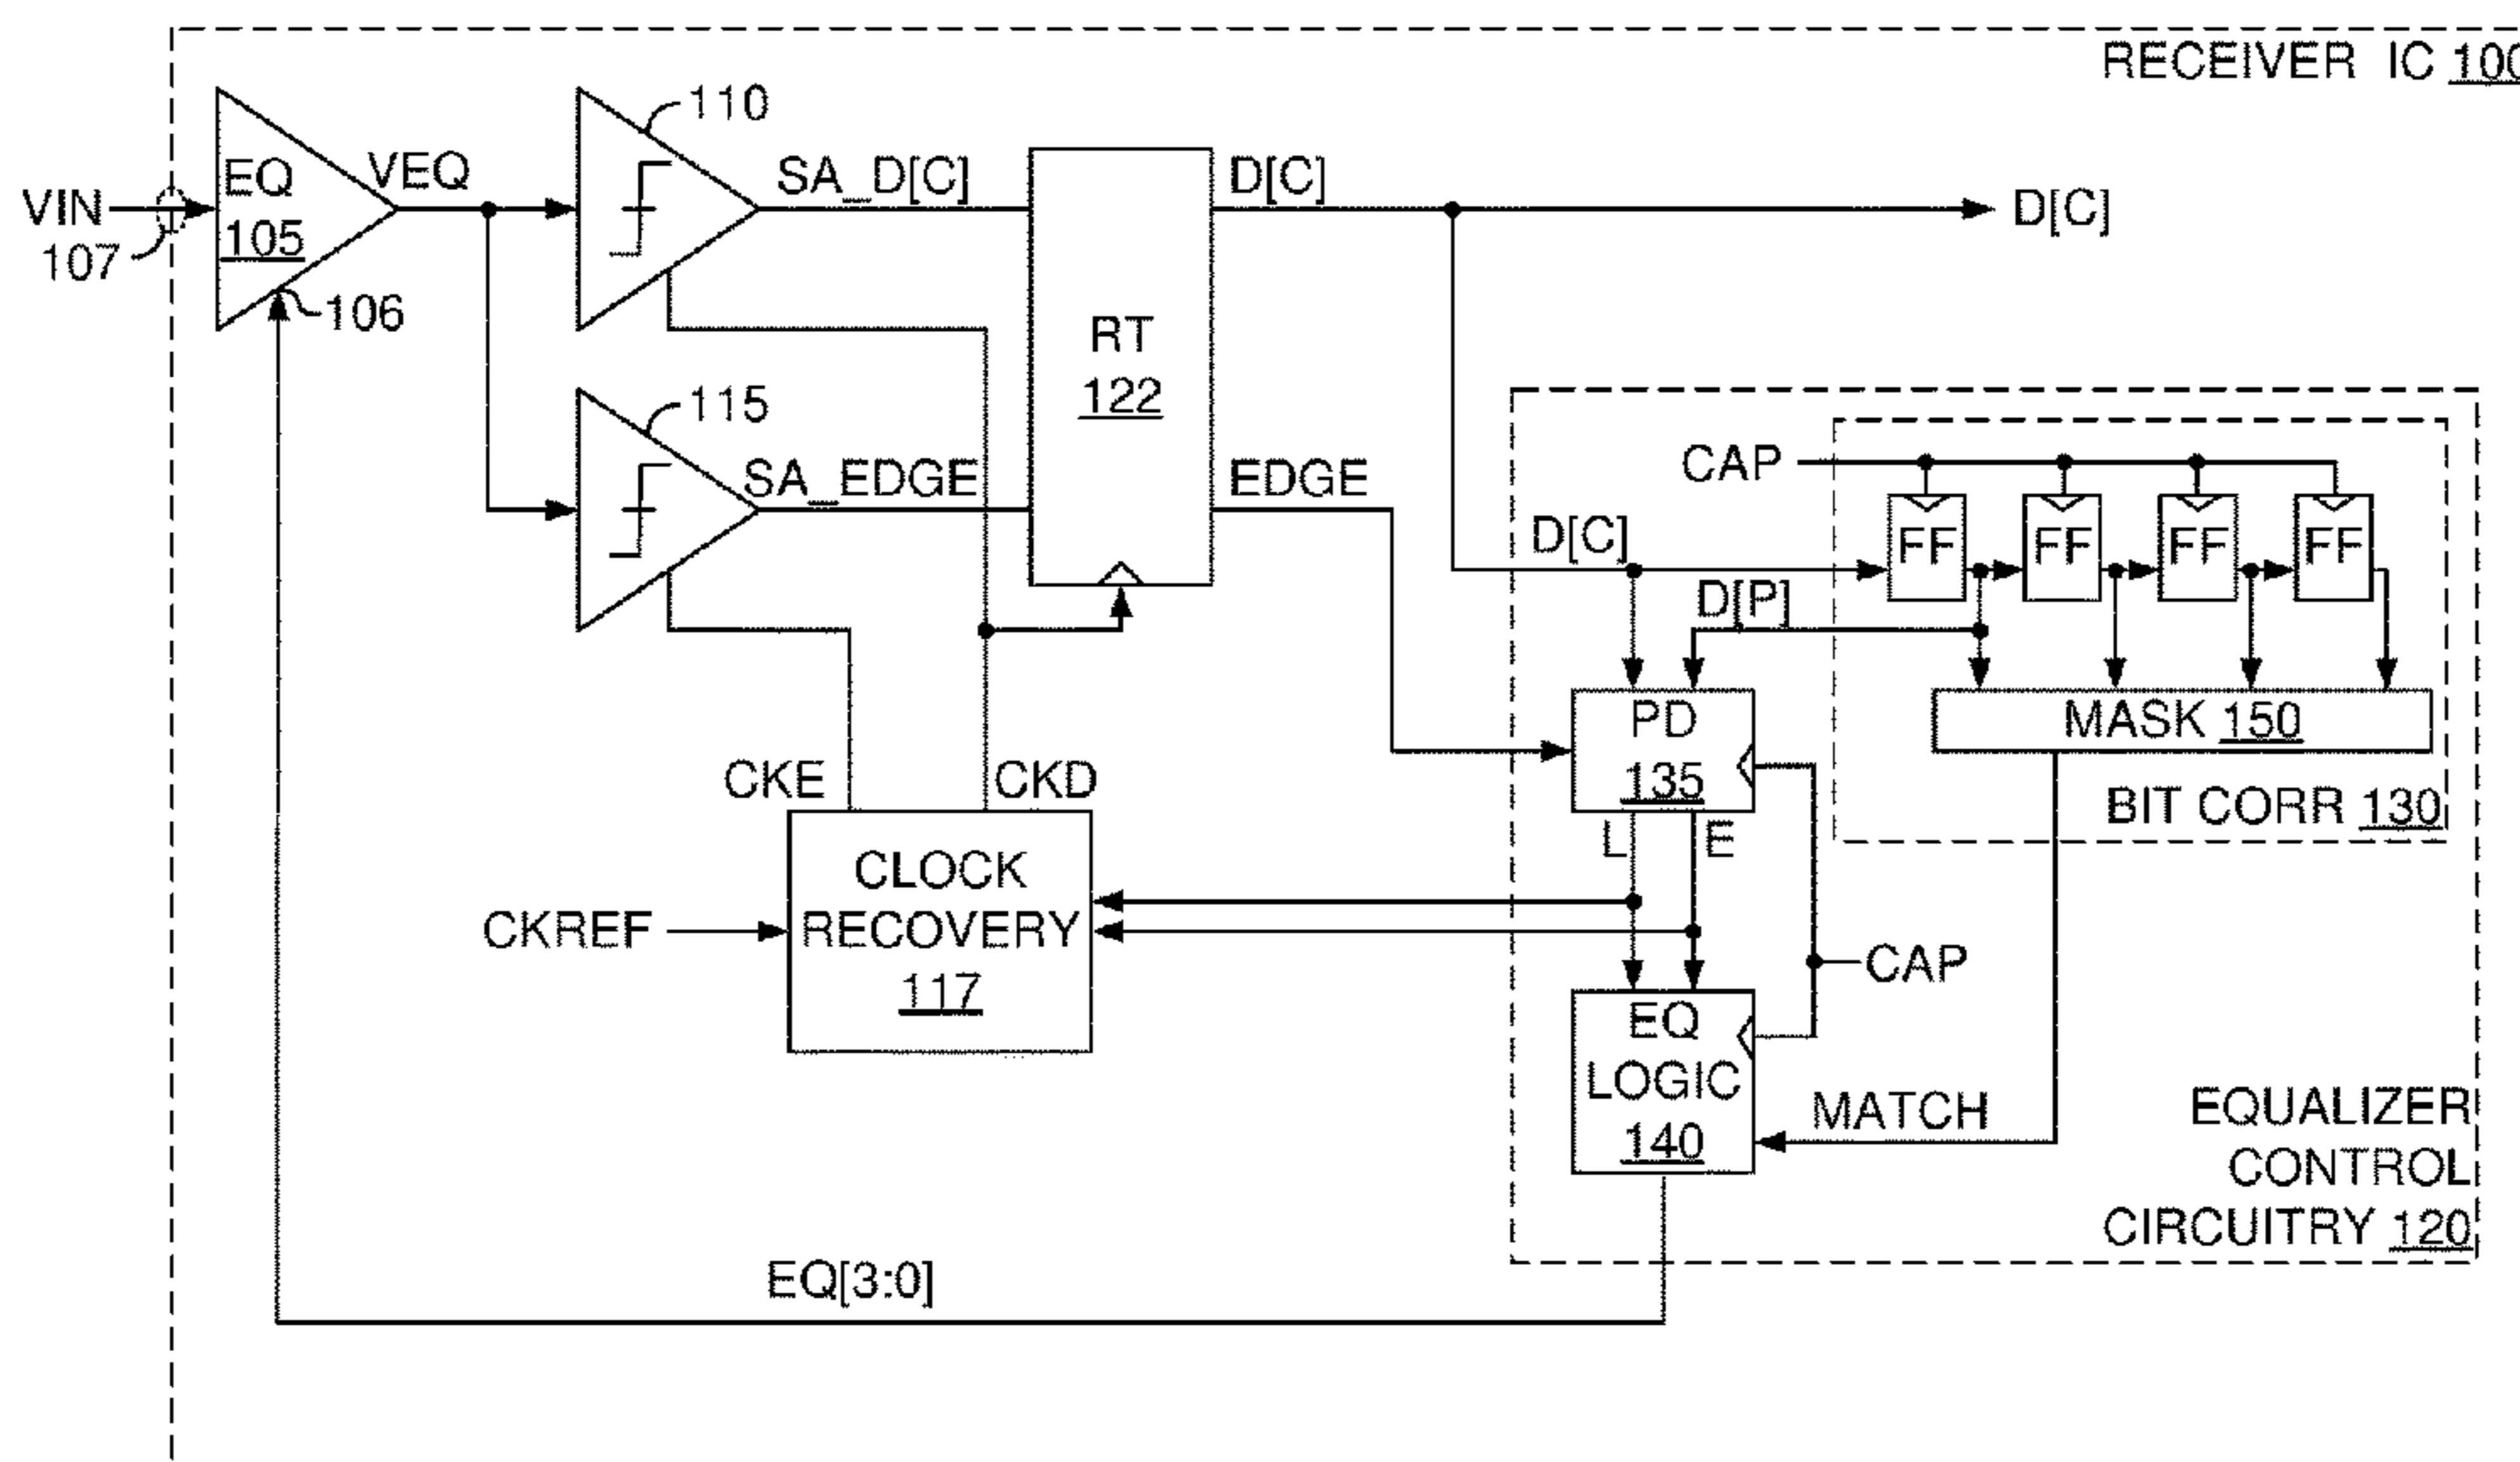 RECEIVER IC 100
110
EQ
105
VEQ
SA_D[C]
D[C]
VIN
D[C]
107
106
RT
122
115
SA_EDGE
EDGE
CAP
FF
FF
FF
FF
D[C]
D[P]
PD
135
MASK 150
BIT CORR 130
CKE
CKD
L
E
CLOCK
RECOVERY
117
CKREF
CAP
EQ
LOGIC
140
MATCH
EQUALIZER
CONTROL
CIRCUITRY 120
EQ[3:0]